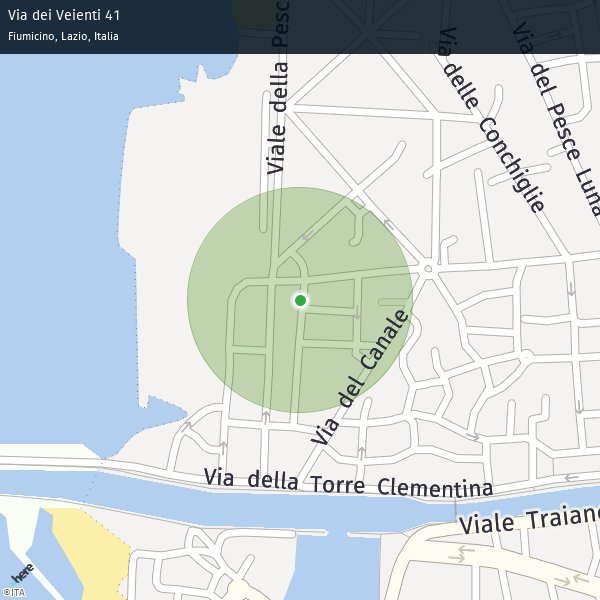 Via dei Veienti 41
Fiumicino, Lazio, Italia
Viale della Pesc
Via delle Conchiglie
Via del Pesce Luna
Via del Canale
Via della Torre Clementina
Viale Traiano
here
©ITA